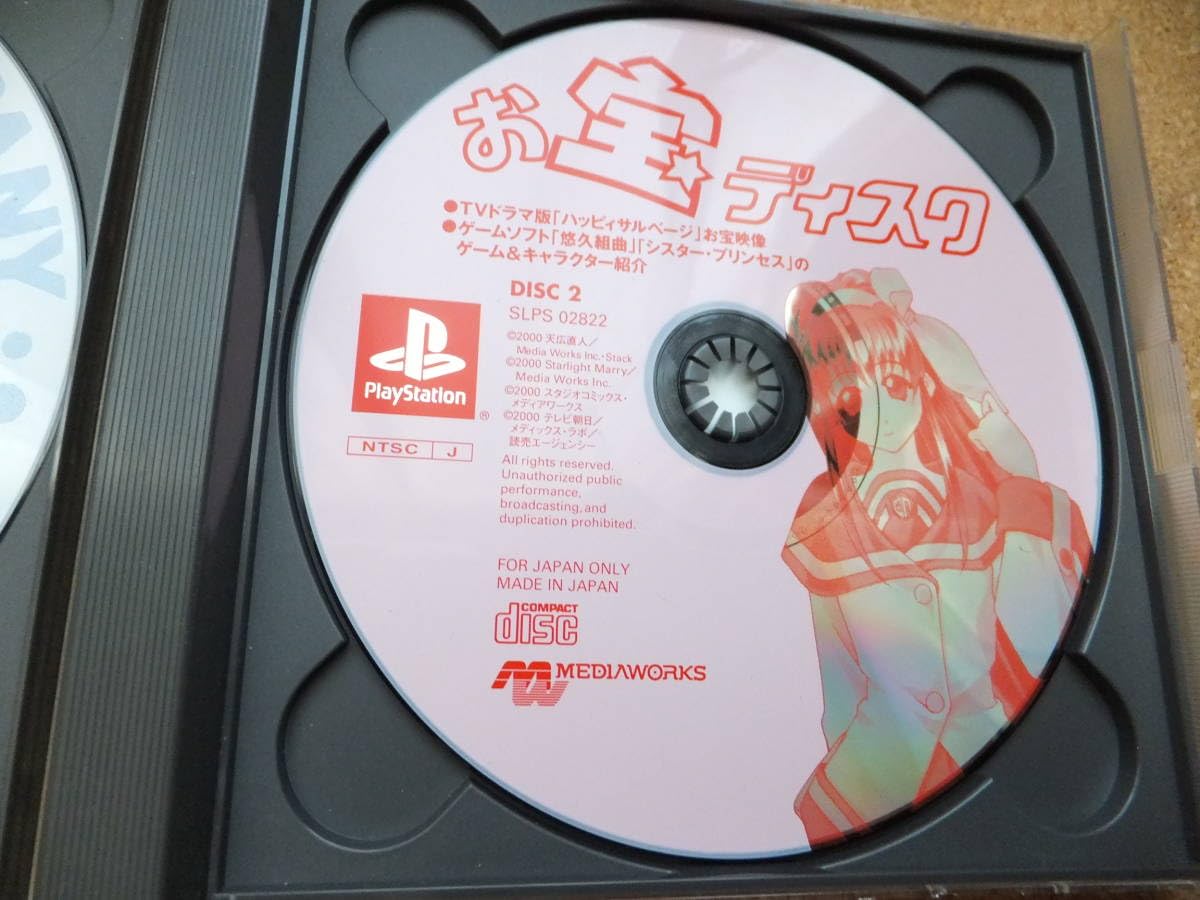 お宝ディスク
●TVドラマ版「ハッピィサルベージ」お宝映像
●ゲームソフト「悠久組曲」「シスター・プリンセス」の
ゲーム&キャラクター紹介
DISC 2
SLPS 02822
©2000 天広直人/
Media Works Inc.・Stack
©2000 Starlight Marry/
Media Works Inc.
©2000 スタジオコミックス・
メディアワークス
©2000 テレビ朝日/
メディックス・ラボ/
読売エージェンシー
All rights reserved.
Unauthorized public
performance,
broadcasting, and
duplication prohibited.
PlayStation ®
NTSC J
FOR JAPAN ONLY
MADE IN JAPAN
COMPACT
disc
MW MEDIAWORKS